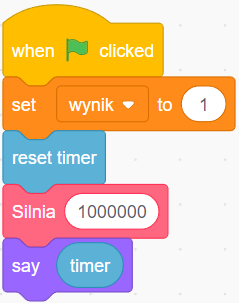 when clicked
set wynik to 1
reset timer
Silnia 1000000
say timer